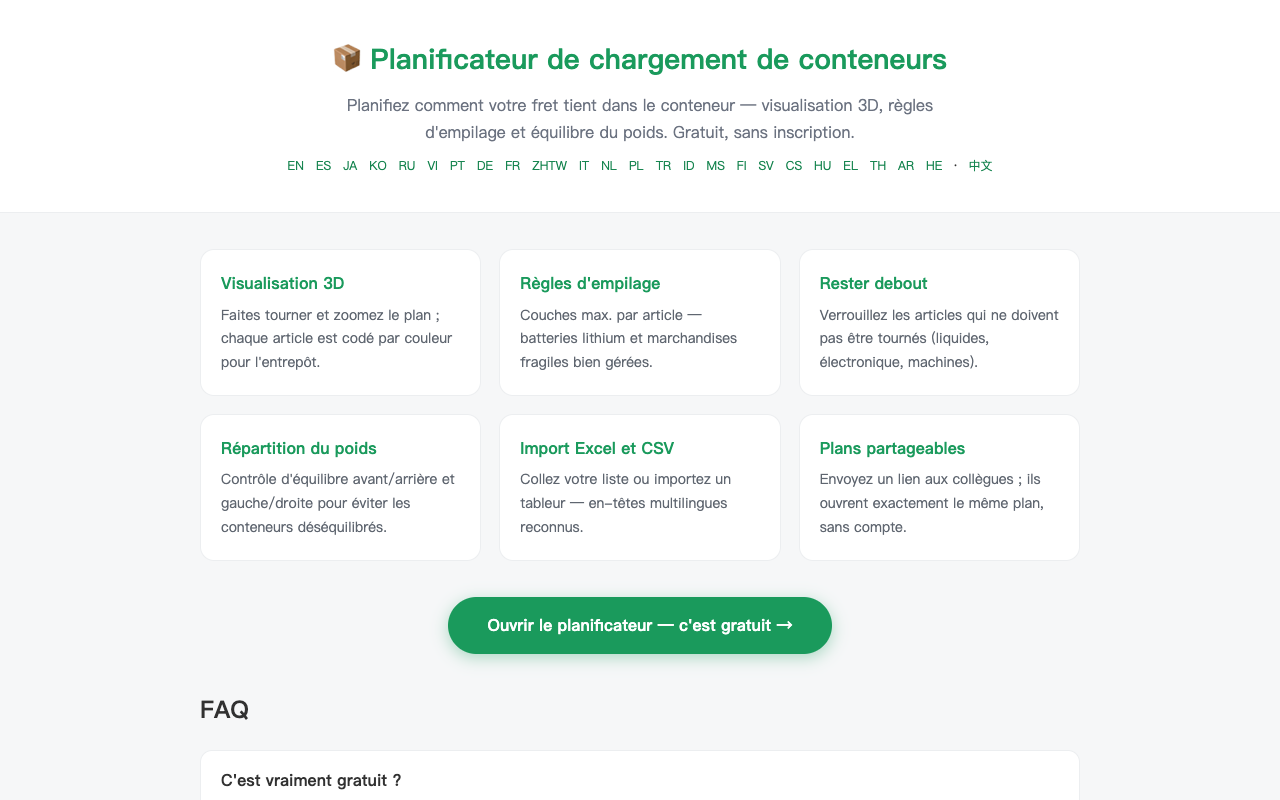 📦 Planificateur de chargement de conteneurs
Planifiez comment votre fret tient dans le conteneur — visualisation 3D, règles
d'empilage et équilibre du poids. Gratuit, sans inscription.
EN ES JA KO RU VI PT DE FR ZHTW IT NL PL TR ID MS FI SV CS HU EL TH AR HE · 中文
Visualisation 3D
Faites tourner et zoomez le plan ;
chaque article est codé par couleur
pour l'entrepôt.
Règles d'empilage
Couches max. par article —
batteries lithium et marchandises
fragiles bien gérées.
Rester debout
Verrouillez les articles qui ne doivent
pas être tournés (liquides,
électronique, machines).
Répartition du poids
Contrôle d'équilibre avant/arrière et
gauche/droite pour éviter les
conteneurs déséquilibrés.
Import Excel et CSV
Collez votre liste ou importez un
tableur — en-têtes multilingues
reconnus.
Plans partageables
Envoyez un lien aux collègues ; ils
ouvrent exactement le même plan,
sans compte.
Ouvrir le planificateur — c'est gratuit →
FAQ
C'est vraiment gratuit ?